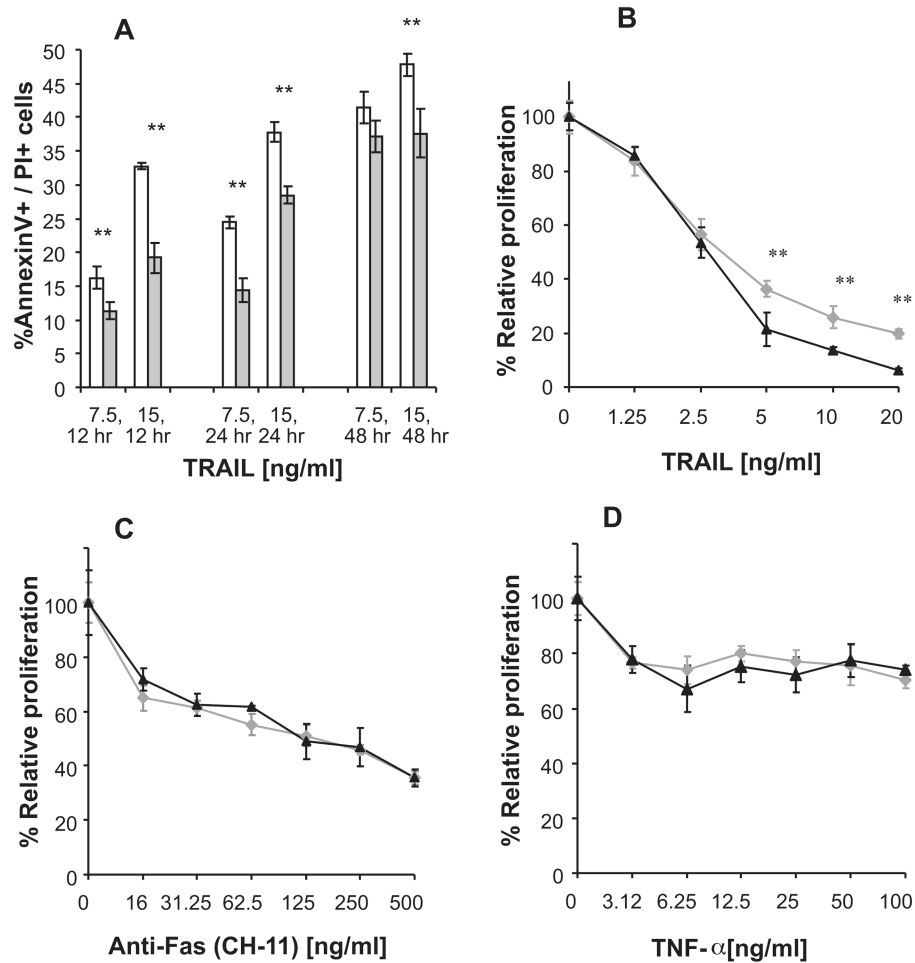 A
%AnnexinV+ / PI+ cells
50
45
40
35
30
25
20
15
10
5
0
** ** ** ** **
7.5, 15, 7.5, 15, 7.5, 15,
12 hr 12 hr 24 hr 24 hr 48 hr 48 hr
TRAIL [ng/ml]
B
% Relative proliferation
100
80
60
40
20
0
** ** **
0 1.25 2.5 5 10 20
TRAIL [ng/ml]
C
% Relative proliferation
100
80
60
40
20
0
0 16 31.25 62.5 125 250 500
Anti-Fas (CH-11) [ng/ml]
D
% Relative proliferation
100
80
60
40
20
0
0 3.12 6.25 12.5 25 50 100
TNF- α[ng/ml]